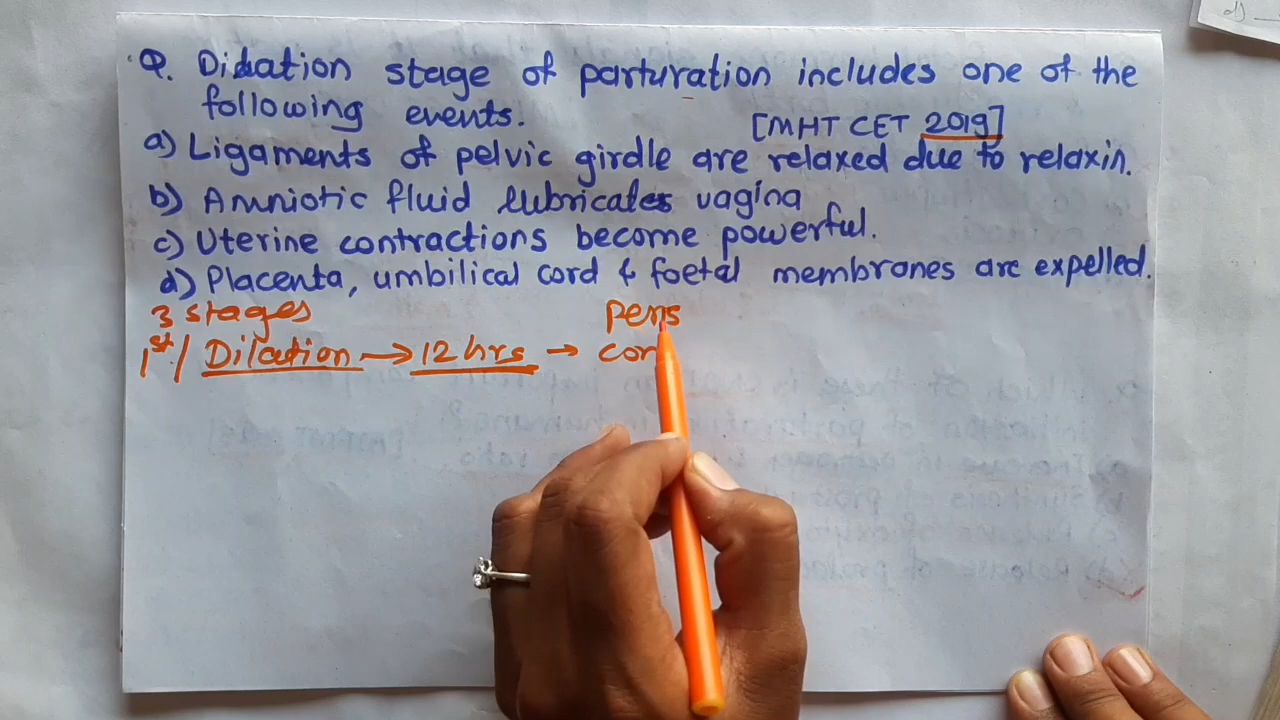 Q. Dilation stage of parturation includes one of the
following events.
[MHT CET 2019]
a) Ligaments of pelvic girdle are relaxed due to relaxin.
b) Amniotic fluid lubricates vagina
c) Uterine contractions become powerful.
d) Placenta, umbilical cord & foetal membranes are expelled.
3 stages
1st / Dilation → 12 hrs → con
pens